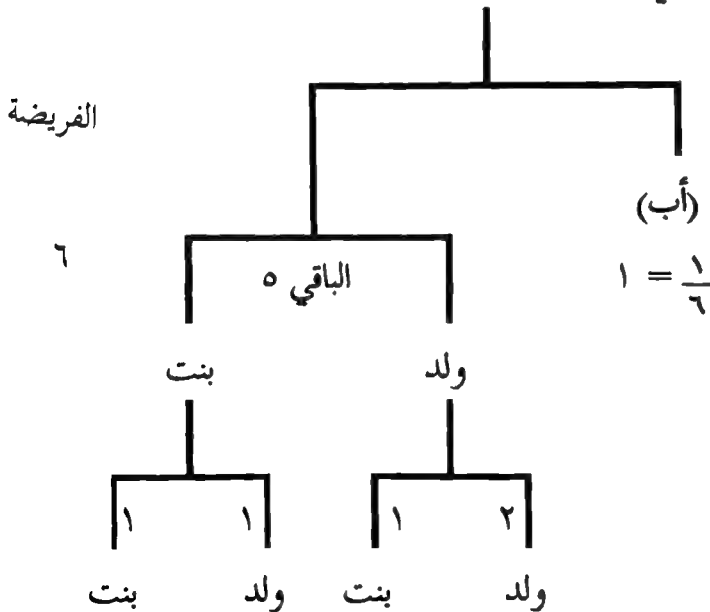 الفريضة
(أب)
١/٦ = ١
٦
الباقي ٥
ولد
بنت
٢
١
١
١
ولد
بنت
ولد
بنت